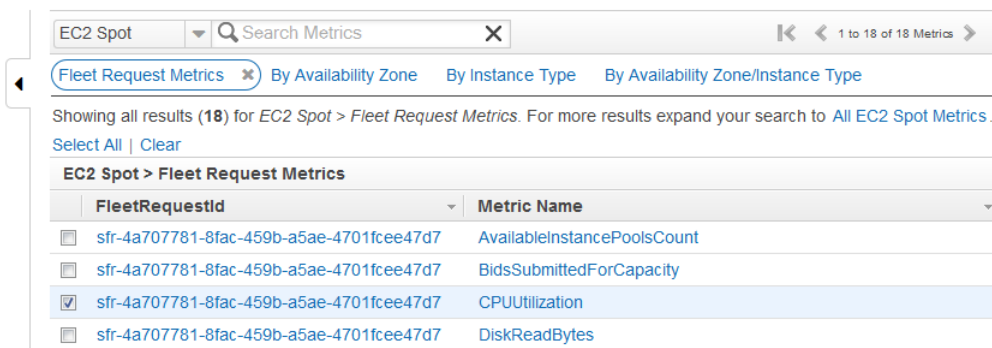 EC2 Spot Search Metrics 1 to 18 of 18 Metrics
Fleet Request Metrics By Availability Zone By Instance Type By Availability Zone/Instance Type
Showing all results (18) for EC2 Spot > Fleet Request Metrics. For more results expand your search to All EC2 Spot Metrics.
Select All | Clear
EC2 Spot > Fleet Request Metrics
FleetRequestId Metric Name
sfr-4a707781-8fac-459b-a5ae-4701fcee47d7 AvailableInstancePoolsCount
sfr-4a707781-8fac-459b-a5ae-4701fcee47d7 BidsSubmittedForCapacity
sfr-4a707781-8fac-459b-a5ae-4701fcee47d7 CPUUtilization
sfr-4a707781-8fac-459b-a5ae-4701fcee47d7 DiskReadBytes